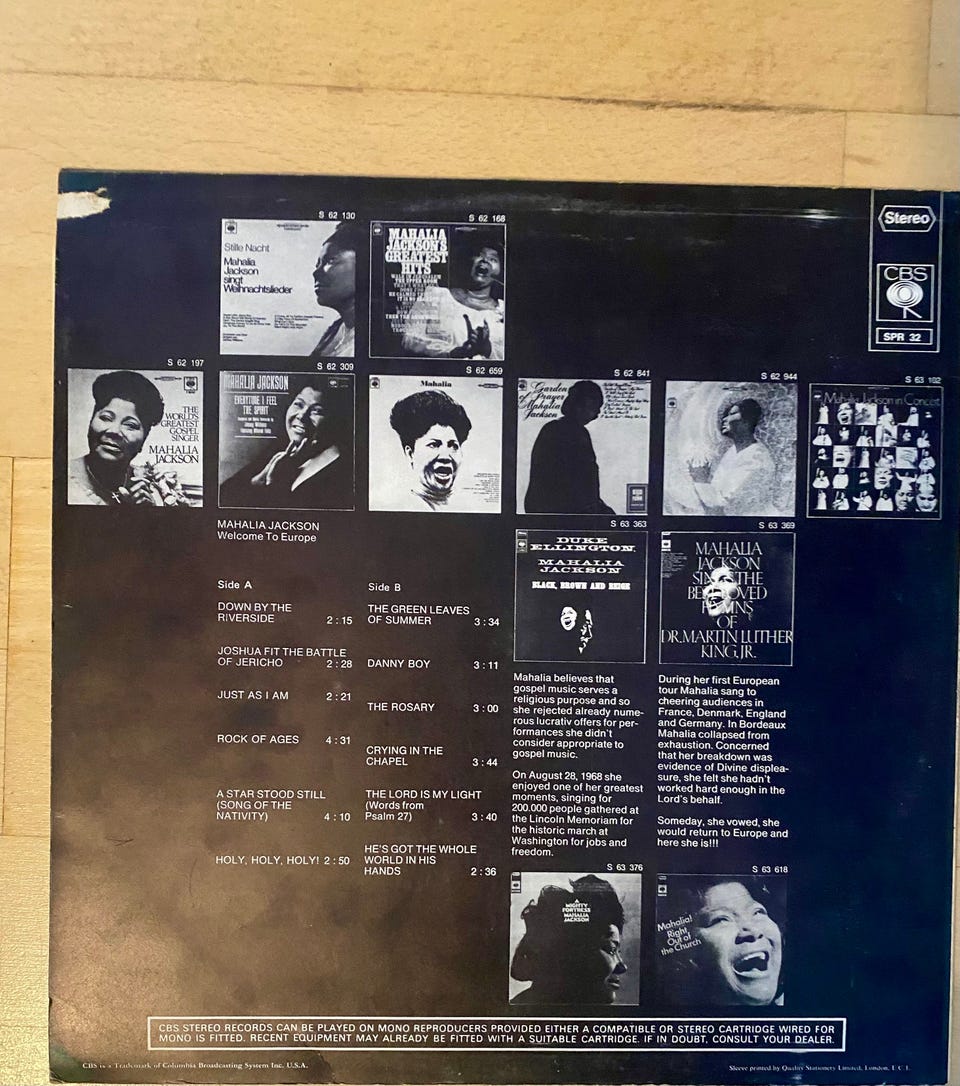 Stereo
CBS
SPR 32
S 62 130
Stille Nacht
Mahalia
Jackson
singt
Weihnachtslieder
S 62 168
MAHALIA
JACKSON'S
GREATEST
HITS
S 62 197
THE
WORLD'S
GREATEST
GOSPEL
SINGER
MAHALIA
JACKSON
S 62 309
MAHALIA JACKSON
EVERYTIME I FEEL
THE SPIRIT
S 62 659
Mahalia
S 62 841
Garden
of Prayer
Mahalia
Jackson
S 62 944
S 63 102
Mahalia Jackson in Concert
MAHALIA JACKSON
Welcome To Europe
Side A
DOWN BY THE
RIVERSIDE 2 : 15
JOSHUA FIT THE BATTLE
OF JERICHO 2 : 28
JUST AS I AM 2 : 21
ROCK OF AGES 4 : 31
A STAR STOOD STILL
(SONG OF THE
NATIVITY) 4 : 10
HOLY, HOLY, HOLY! 2 : 50
Side B
THE GREEN LEAVES
OF SUMMER 3 : 34
DANNY BOY 3 : 11
THE ROSARY 3 : 00
CRYING IN THE
CHAPEL 3 : 44
THE LORD IS MY LIGHT
(Words from
Psalm 27) 3 : 40
HE'S GOT THE WHOLE
WORLD IN HIS
HANDS 2 : 36
S 63 363
DUKE
ELLINGTON
MAHALIA
JACKSON
BLACK, BROWN AND BEIGE
S 63 369
MAHALIA
JACKSON
SINGS THE
BEST-LOVED
HYMNS
OF
DR. MARTIN LUTHER
KING, JR.
Mahalia believes that
gospel music serves a
religious purpose and so
she rejected already nume-
rous lucrativ offers for per-
formances she didn't
consider appropriate to
gospel music.
On August 28, 1968 she
enjoyed one of her greatest
moments, singing for
200.000 people gathered at
the Lincoln Memoriam for
the historic march at
Washington for jobs and
freedom.
During her first European
tour Mahalia sang to
cheering audiences in
France, Denmark, England
and Germany. In Bordeaux
Mahalia collapsed from
exhaustion. Concerned
that her breakdown was
evidence of Divine displea-
sure, she felt she hadn't
worked hard enough in the
Lord's behalf.
Someday, she vowed, she
would return to Europe and
here she is!!!
S 63 376
A
MIGHTY
FORTRESS
MAHALIA
JACKSON
S 63 618
Mahalia!
Right
Out of
the Church
CBS STEREO RECORDS CAN BE PLAYED ON MONO REPRODUCERS PROVIDED EITHER A COMPATIBLE OR STEREO CARTRIDGE WIRED FOR
MONO IS FITTED. RECENT EQUIPMENT MAY ALREADY BE FITTED WITH A SUITABLE CARTRIDGE. IF IN DOUBT, CONSULT YOUR DEALER.
CBS is a Trademark of Columbia Broadcasting System Inc. U.S.A.
Sleeve printed by Quality Stationery Limited, London, E.C.1.